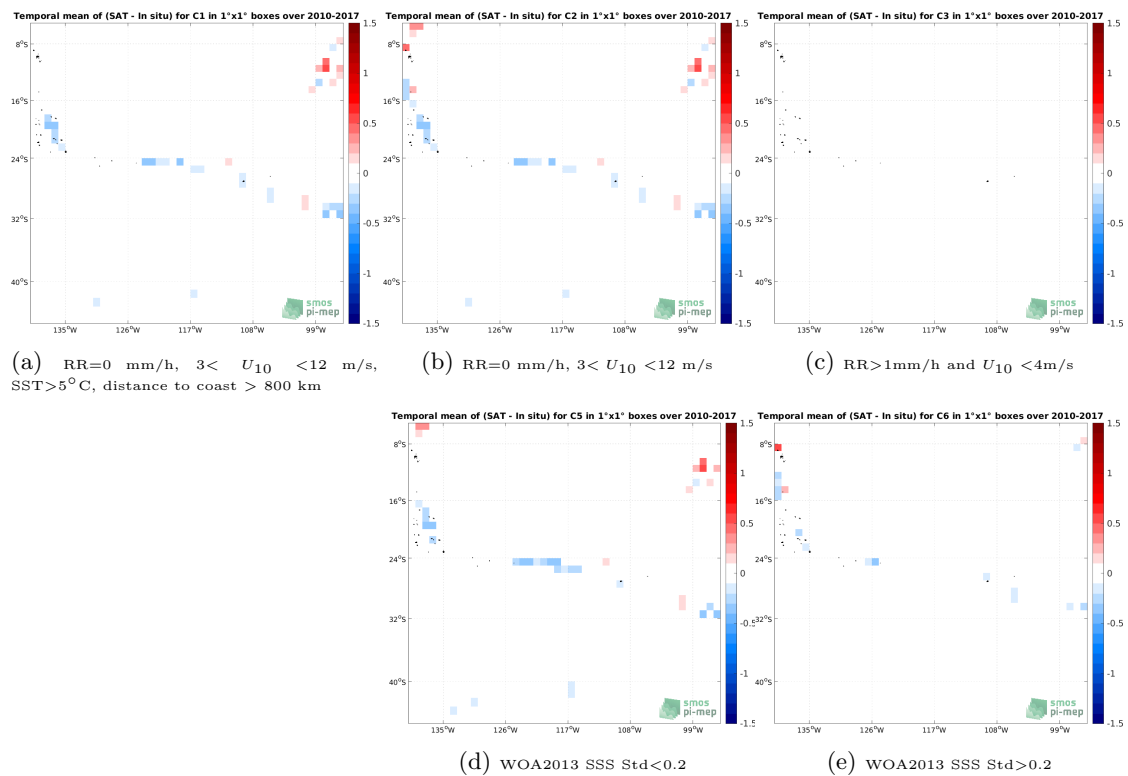 Temporal mean of (SAT - In situ) for C1 in 1°x1° boxes over 2010-2017
8°S
16°S
24°S
32°S
40°S
135°W 126°W 117°W 108°W 99°W
1.5
1
0.5
0
-0.5
-1
-1.5
smos
pi-mep
(a) RR=0 mm/h, 3< U10 <12 m/s,
SST>5°C, distance to coast > 800 km
Temporal mean of (SAT - In situ) for C2 in 1°x1° boxes over 2010-2017
8°S
16°S
24°S
32°S
40°S
135°W 126°W 117°W 108°W 99°W
1.5
1
0.5
0
-0.5
-1
-1.5
smos
pi-mep
(b) RR=0 mm/h, 3< U10 <12 m/s
Temporal mean of (SAT - In situ) for C3 in 1°x1° boxes over 2010-2017
8°S
16°S
24°S
32°S
40°S
135°W 126°W 117°W 108°W 99°W
1.5
1
0.5
0
-0.5
-1
-1.5
smos
pi-mep
(c) RR>1mm/h and U10 <4m/s
Temporal mean of (SAT - In situ) for C5 in 1°x1° boxes over 2010-2017
8°S
16°S
24°S
32°S
40°S
135°W 126°W 117°W 108°W 99°W
1.5
1
0.5
0
-0.5
-1
-1.5
smos
pi-mep
(d) WOA2013 SSS Std<0.2
Temporal mean of (SAT - In situ) for C6 in 1°x1° boxes over 2010-2017
8°S
16°S
24°S
32°S
40°S
135°W 126°W 117°W 108°W 99°W
1.5
1
0.5
0
-0.5
-1
-1.5
smos
pi-mep
(e) WOA2013 SSS Std>0.2